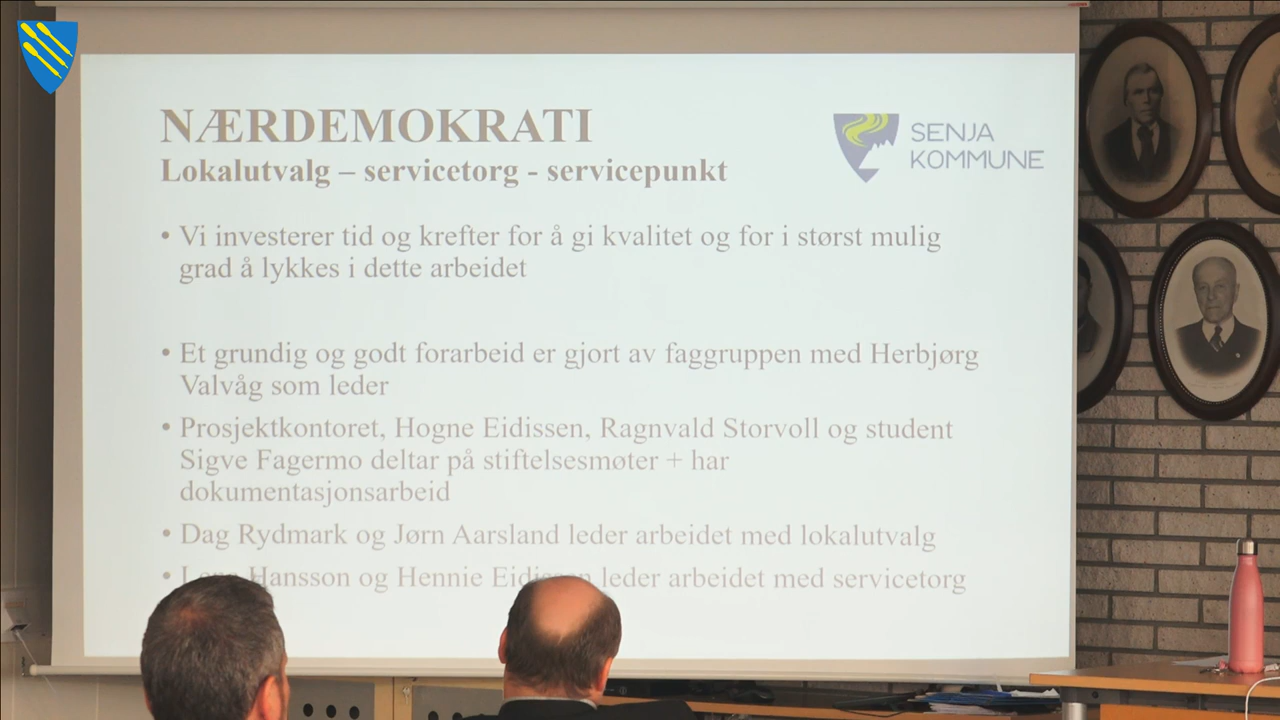 NÆRDEMOKRATI
Lokalutvalg – servicetorg - servicepunkt
SENJA
KOMMUNE
• Vi investerer tid og krefter for å gi kvalitet og for i størst mulig
grad å lykkes i dette arbeidet
• Et grundig og godt forarbeid er gjort av faggruppen med Herbjørg
Valvåg som leder
• Prosjektkontoret, Hogne Eidissen, Ragnvald Storvoll og student
Sigve Fagermo deltar på stiftelsesmøter + har
dokumentasjonsarbeid
• Dag Rydmark og Jørn Aarsland leder arbeidet med lokalutvalg
• Hansson og Hennie Eidissen leder arbeidet med servicetorg